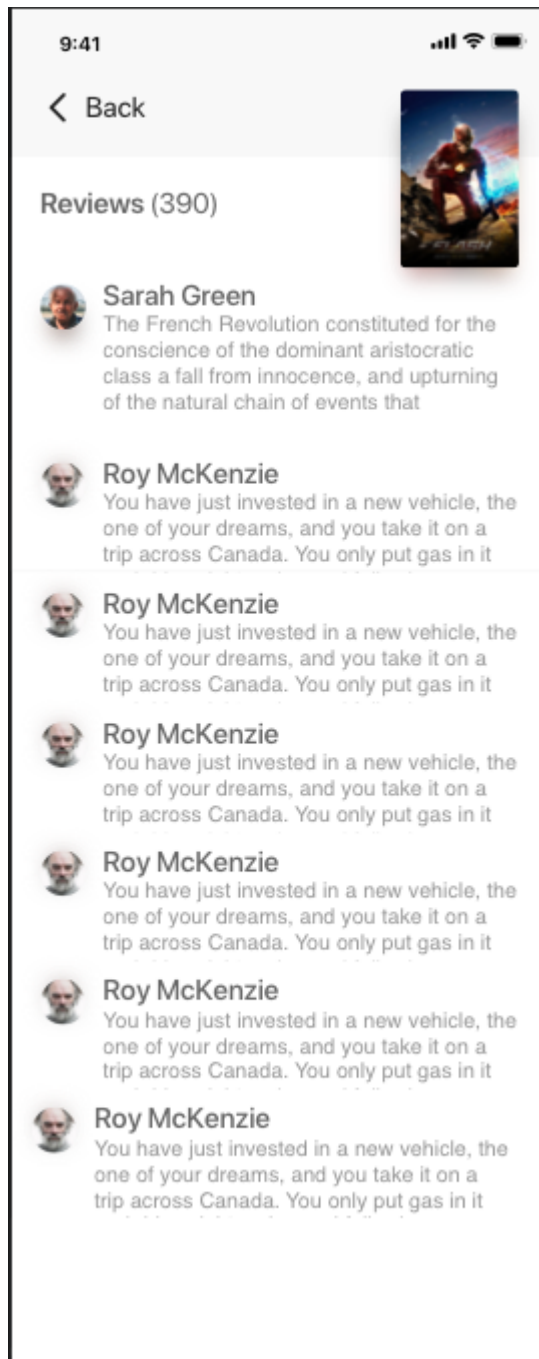 9:41
Back
Reviews (390)
FLASH
Sarah Green
The French Revolution constituted for the
conscience of the dominant aristocratic
class a fall from innocence, and upturning
of the natural chain of events that
Roy McKenzie
You have just invested in a new vehicle, the
one of your dreams, and you take it on a
trip across Canada. You only put gas in it
Roy McKenzie
You have just invested in a new vehicle, the
one of your dreams, and you take it on a
trip across Canada. You only put gas in it
Roy McKenzie
You have just invested in a new vehicle, the
one of your dreams, and you take it on a
trip across Canada. You only put gas in it
Roy McKenzie
You have just invested in a new vehicle, the
one of your dreams, and you take it on a
trip across Canada. You only put gas in it
Roy McKenzie
You have just invested in a new vehicle, the
one of your dreams, and you take it on a
trip across Canada. You only put gas in it
Roy McKenzie
You have just invested in a new vehicle, the
one of your dreams, and you take it on a
trip across Canada. You only put gas in it